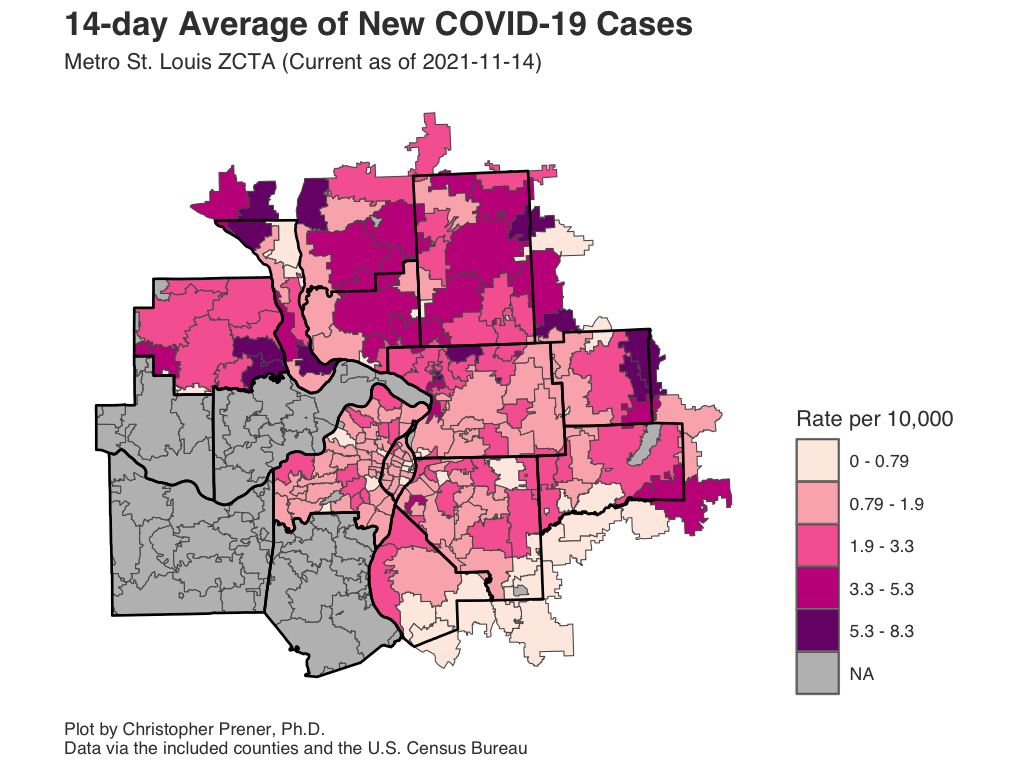 14-day Average of New COVID-19 Cases
Metro St. Louis ZCTA (Current as of 2021-11-14)
Rate per 10,000
0 - 0.79
0.79 - 1.9
1.9 - 3.3
3.3 - 5.3
5.3 - 8.3
NA
Plot by Christopher Prener, Ph.D.
Data via the included counties and the U.S. Census Bureau